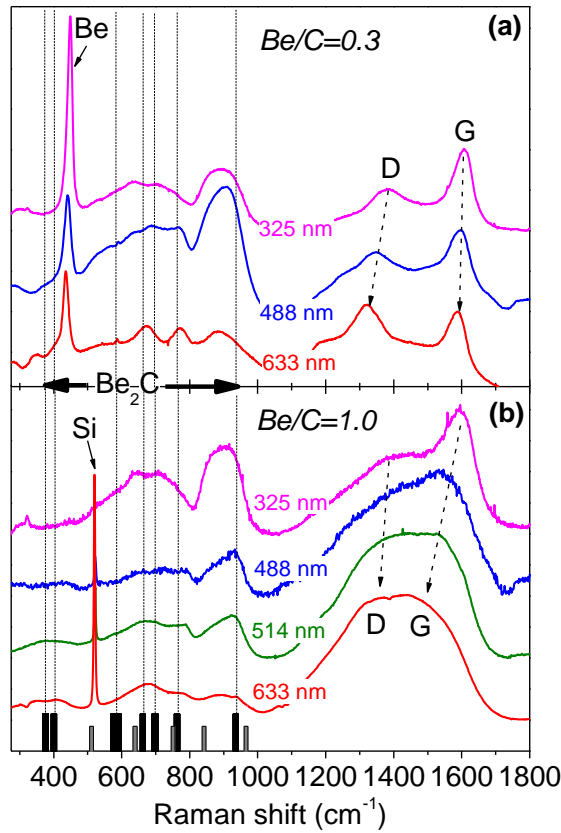 (a)
Be
Be/C=0.3
G
D
325 nm
488 nm
633 nm
Be₂C
(b)
Be/C=1.0
Si
325 nm
488 nm
514 nm
D G
633 nm
400 600 800 1000 1200 1400 1600 1800
Raman shift (cm⁻¹)